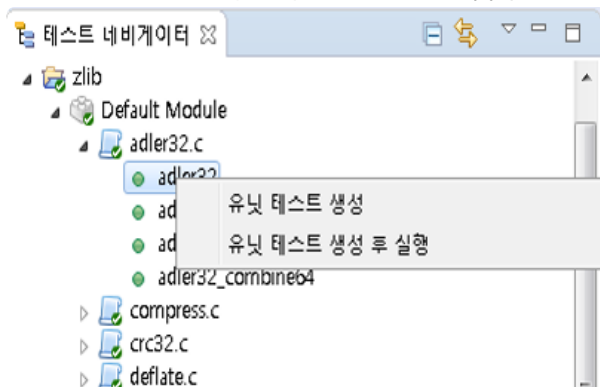 테스트 네비게이터
zlib
Default Module
adler32.c
adler32
ad
유닛 테스트 생성
ad
유닛 테스트 생성 후 실행
adler32_combine64
compress.c
crc32.c
deflate.c